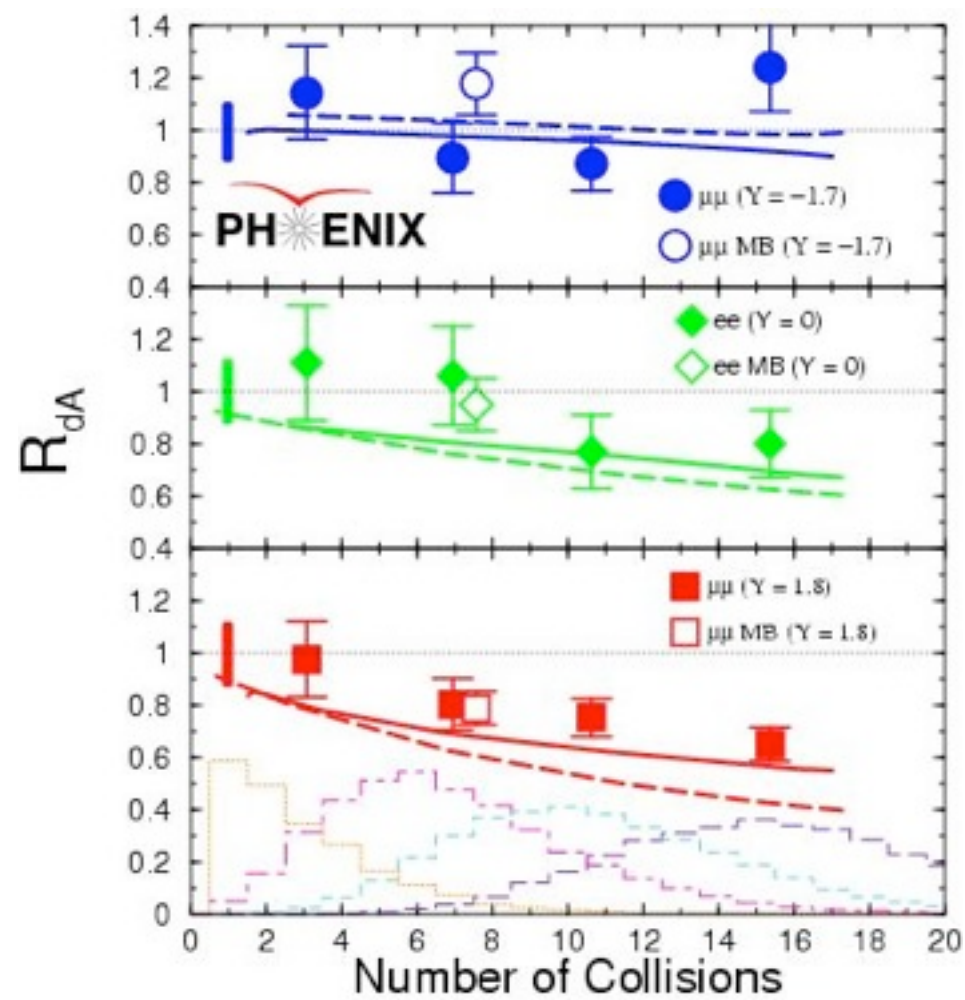 1.4
1.2
1
0.8
0.6
0.4
PHENIX
μμ (Y = −1.7)
μμ MB (Y = −1.7)
1.2
1
0.8
0.6
0.4
ee (Y = 0)
ee MB (Y = 0)
1.2
1
0.8
0.6
0.4
0.2
0
μμ (Y = 1.8)
μμ MB (Y = 1.8)
RdA
0 2 4 6 8 10 12 14 16 18 20
Number of Collisions